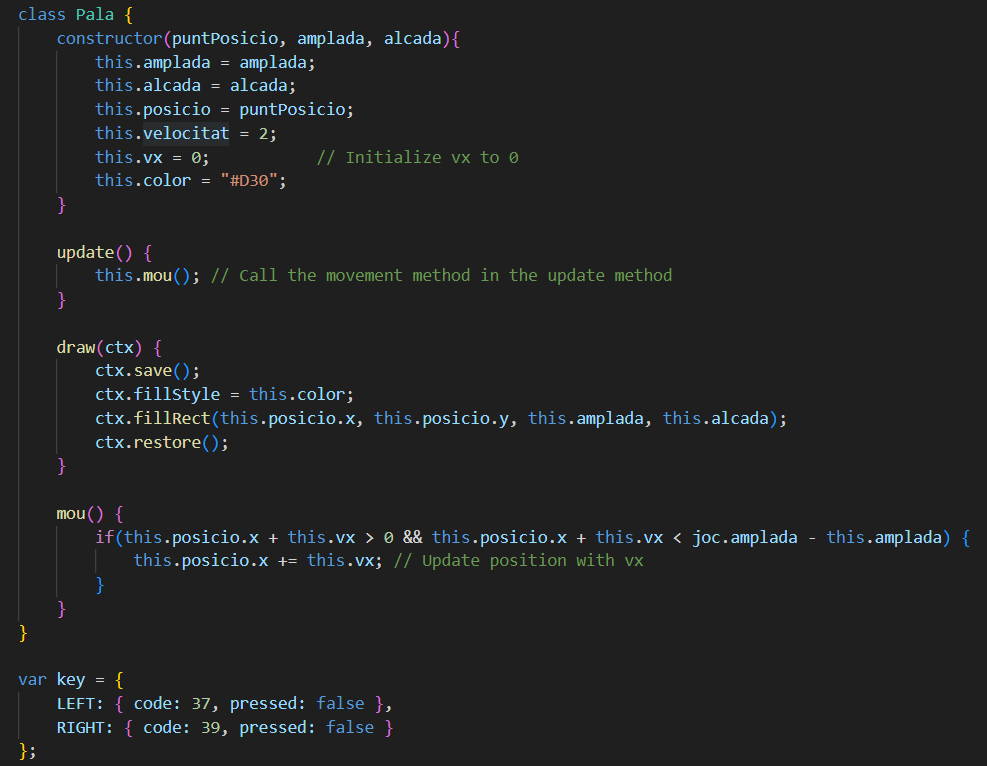 class Pala {
    constructor(puntPosicio, amplada, alcada){
        this.amplada = amplada;
        this.alcada = alcada;
        this.posicio = puntPosicio;
        this.velocitat = 2;
        this.vx = 0;           // Initialize vx to 0
        this.color = "#D30";
    }

    update() {
        this.mou(); // Call the movement method in the update method
    }

    draw(ctx) {
        ctx.save();
        ctx.fillStyle = this.color;
        ctx.fillRect(this.posicio.x, this.posicio.y, this.amplada, this.alcada);
        ctx.restore();
    }

    mou() {
        if(this.posicio.x + this.vx > 0 && this.posicio.x + this.vx < joc.amplada - this.amplada) {
            this.posicio.x += this.vx; // Update position with vx
        }
    }
}

var key = {
    LEFT: { code: 37, pressed: false },
    RIGHT: { code: 39, pressed: false }
};